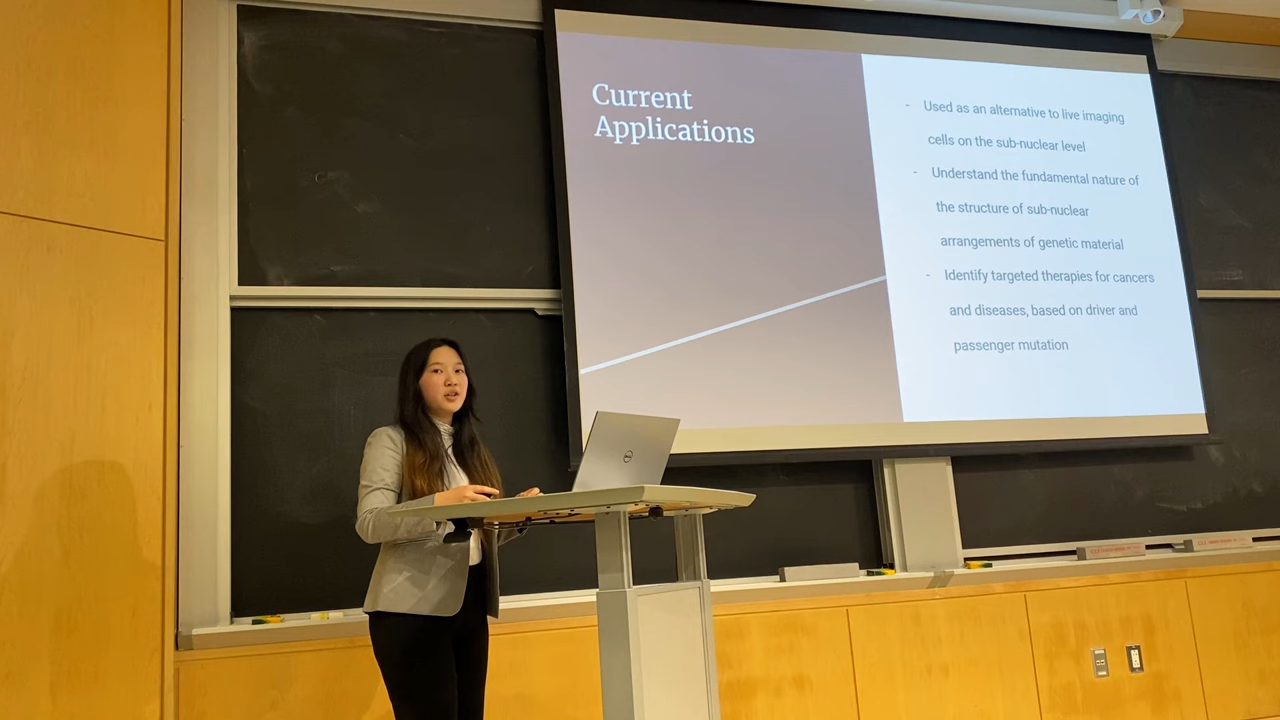 Current
Applications
- Used as an alternative to live imaging
cells on the sub-nuclear level
- Understand the fundamental nature of
the structure of sub-nuclear
arrangements of genetic material
- Identify targeted therapies for cancers
and diseases, based on driver and
passenger mutation
DELL